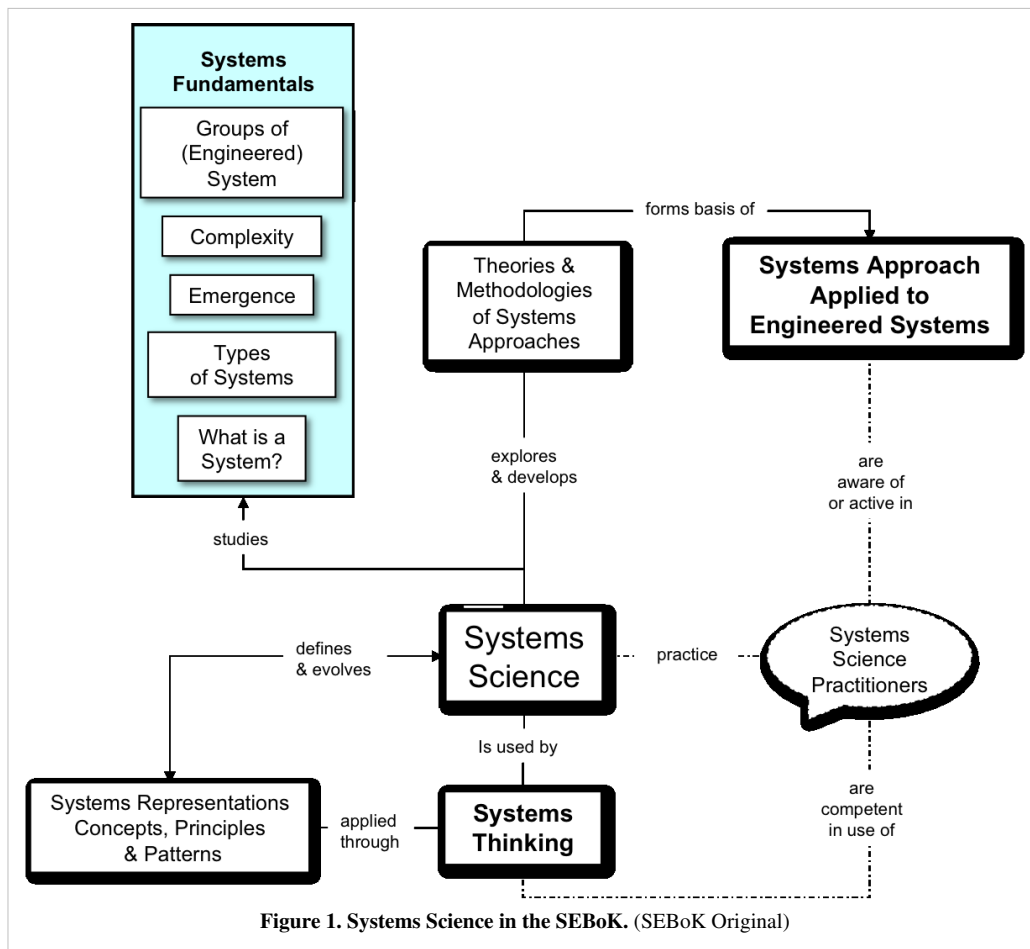 Systems
Fundamentals
Groups of
(Engineered)
System
Complexity
Emergence
Types
of Systems
What is a
System?
studies
forms basis of
Theories &
Methodologies
of Systems
Approaches
Systems Approach
Applied to
Engineered Systems
explores
& develops
are
aware of
or active in
defines
& evolves
Systems
Science
practice
Systems
Science
Practitioners
Is used by
Systems Representations
Concepts, Principles
& Patterns
applied
through
Systems
Thinking
are
competent
in use of
Figure 1. Systems Science in the SEBoK. (SEBoK Original)